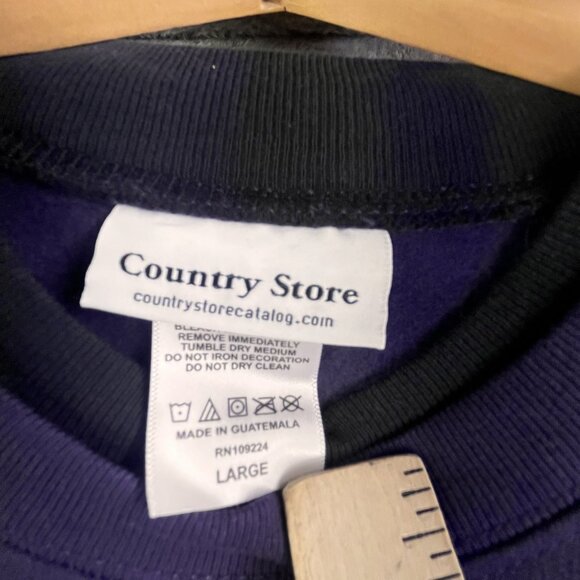 Country Store
countrystorecatalog.com
REMOVE IMMEDIATELY
TUMBLE DRY MEDIUM
DO NOT IRON DECORATION
DO NOT DRY CLEAN
MADE IN GUATEMALA
RN109224
LARGE